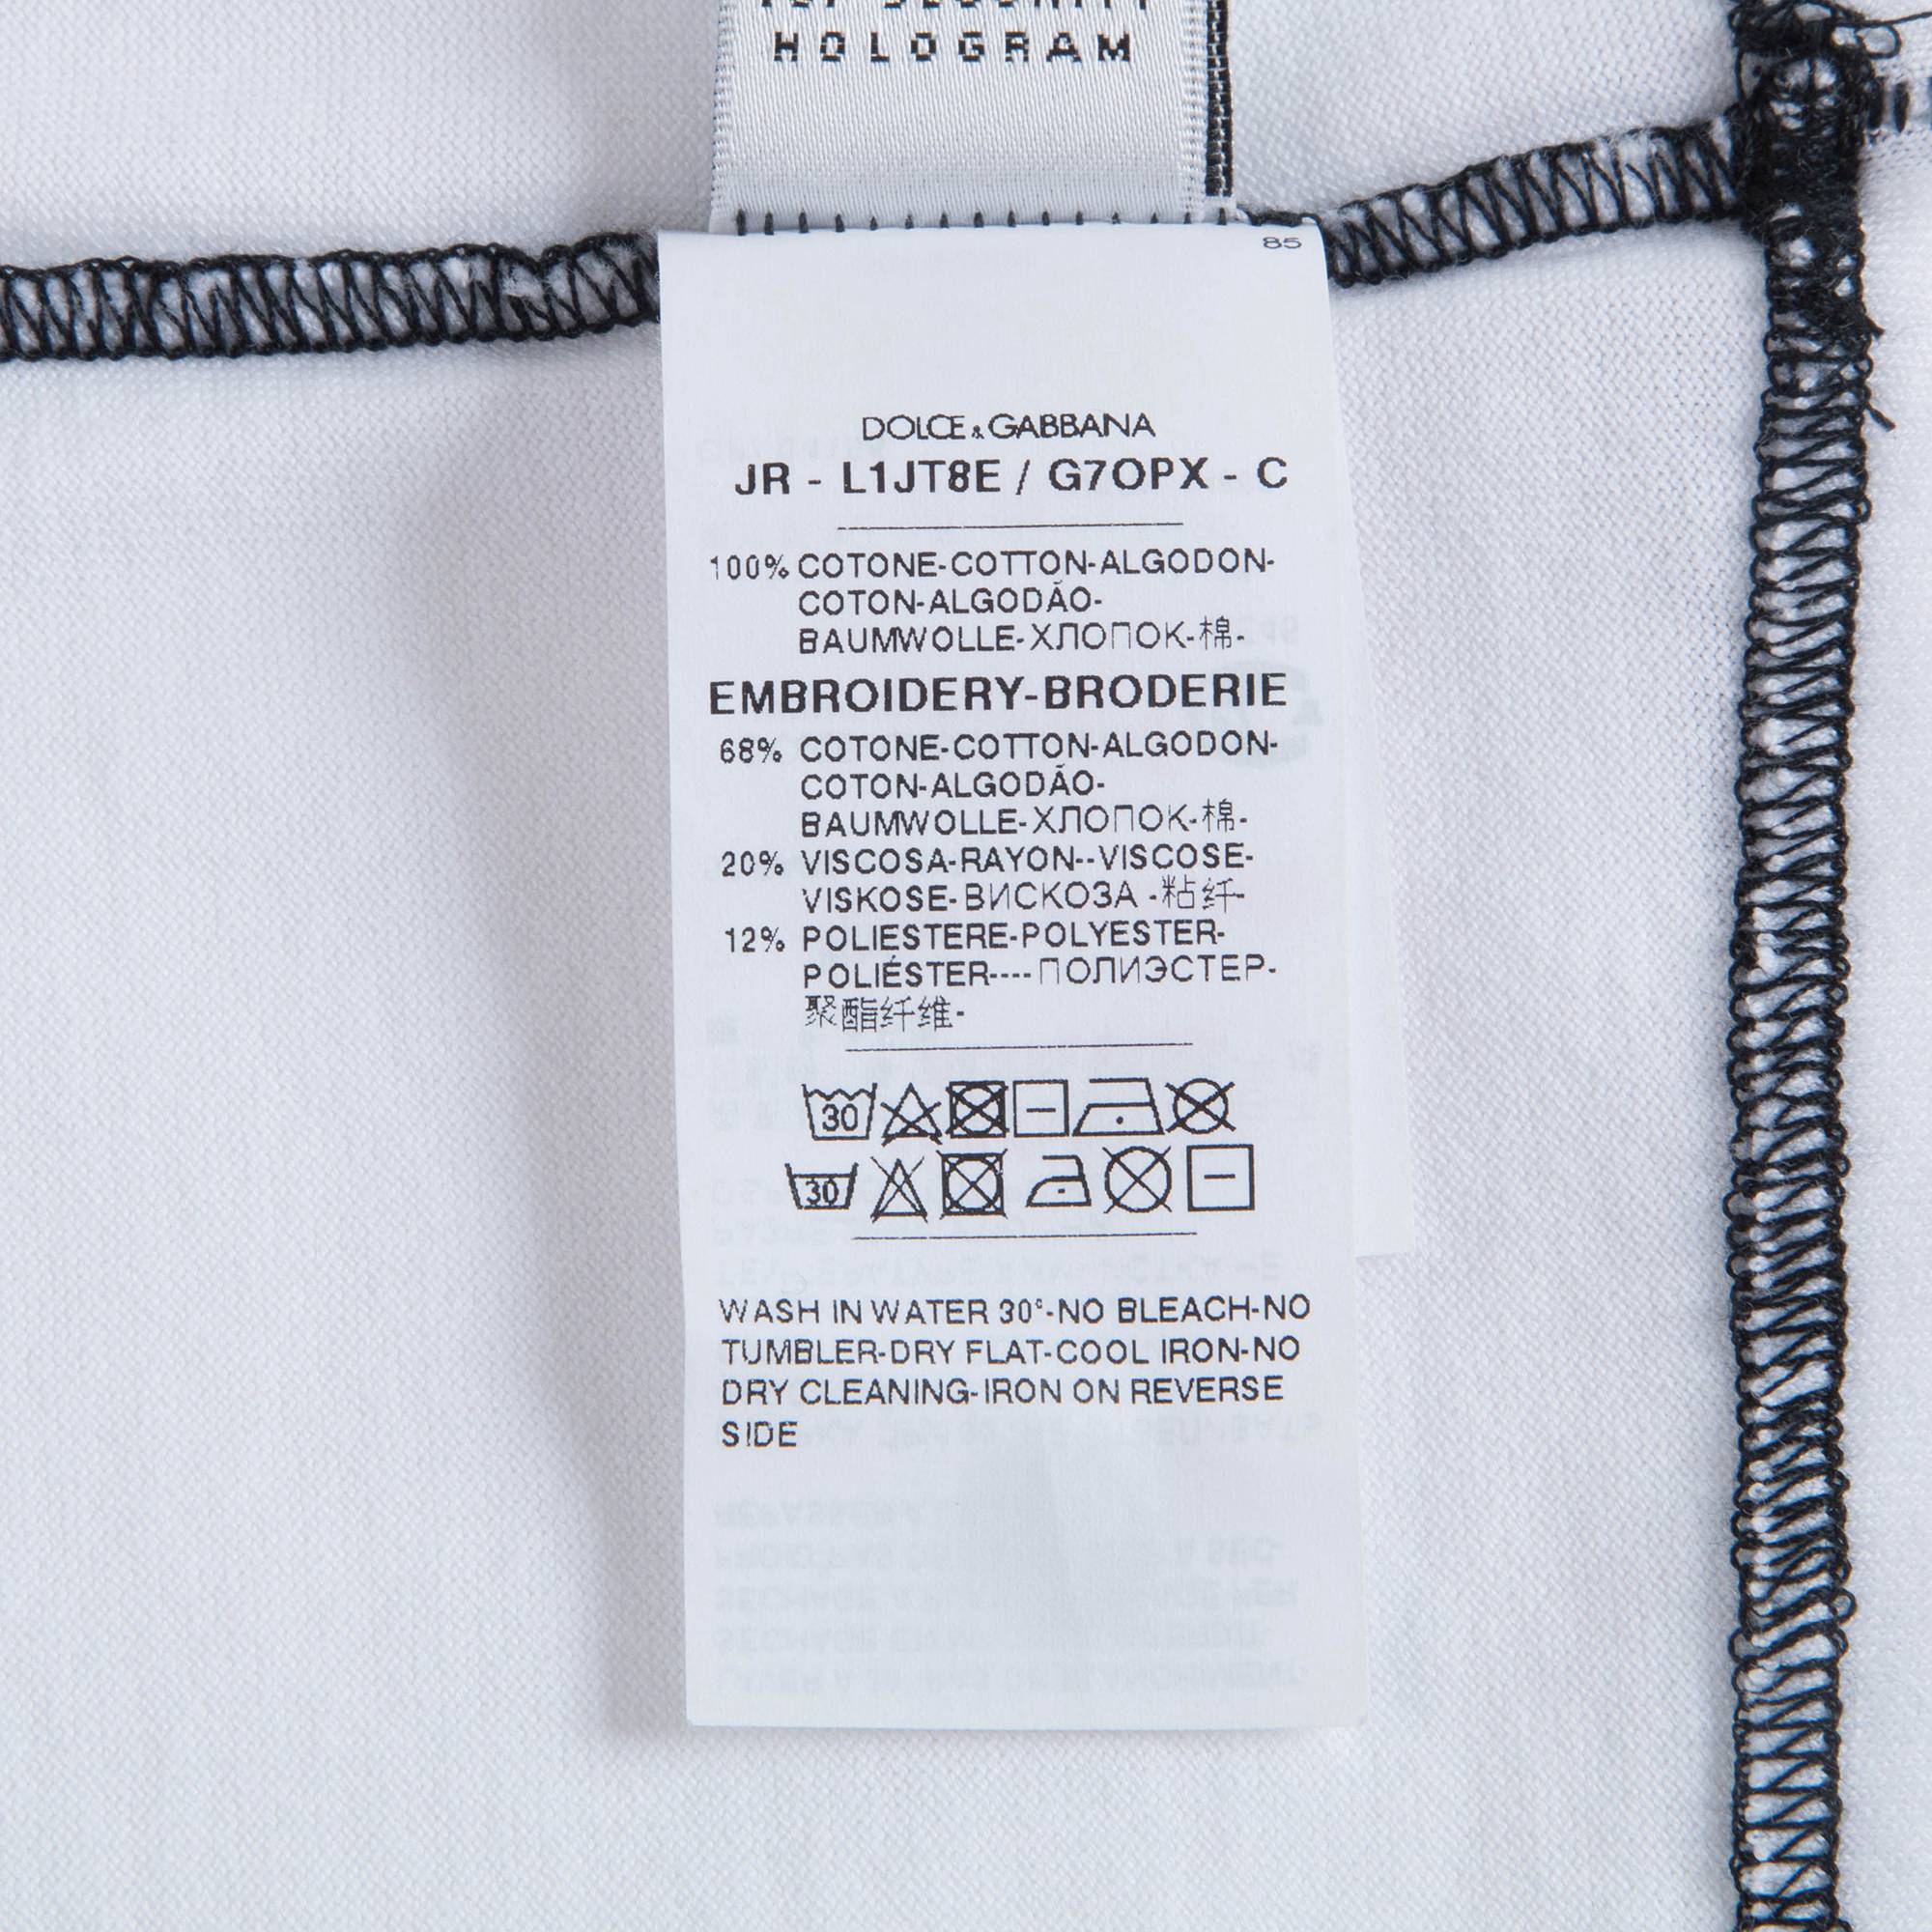 HOLOGRAM
85
DOLCE & GABBANA
JR - L1JT8E / G7OPX - C
100% COTONE-COTTON-ALGODON-
COTON-ALGODÃO-
BAUMWOLLE-ХЛОПОК-棉-
EMBROIDERY-BRODERIE
68% COTONE-COTTON-ALGODON-
COTON-ALGODÃO-
BAUMWOLLE-ХЛОПОК-棉-
20% VISCOSA-RAYON--VISCOSE-
VISKOSE-ВИСКОЗА -粘纤-
12% POLIESTERE-POLYESTER-
POLIÉSTER----ПОЛИЭСТЕР-
聚酯纤维-
30
30
WASH IN WATER 30°-NO BLEACH-NO
TUMBLER-DRY FLAT-COOL IRON-NO
DRY CLEANING-IRON ON REVERSE
SIDE